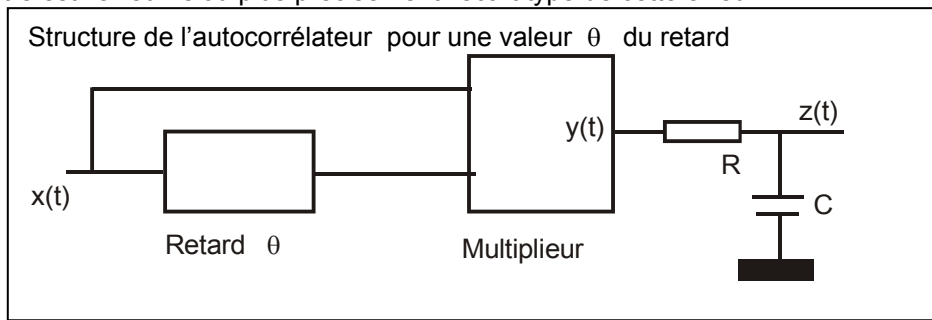 Structure de l'autocorrélateur pour une valeur θ du retard
z(t)
y(t)
R
x(t)
C
Retard θ
Multiplieur